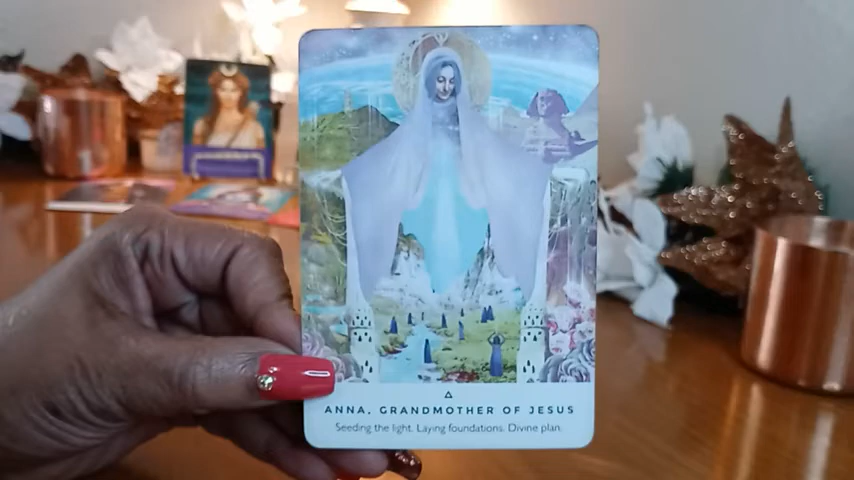 ANNA, GRANDMOTHER OF JESUS
Seeding the light. Laying foundations. Divine plan.